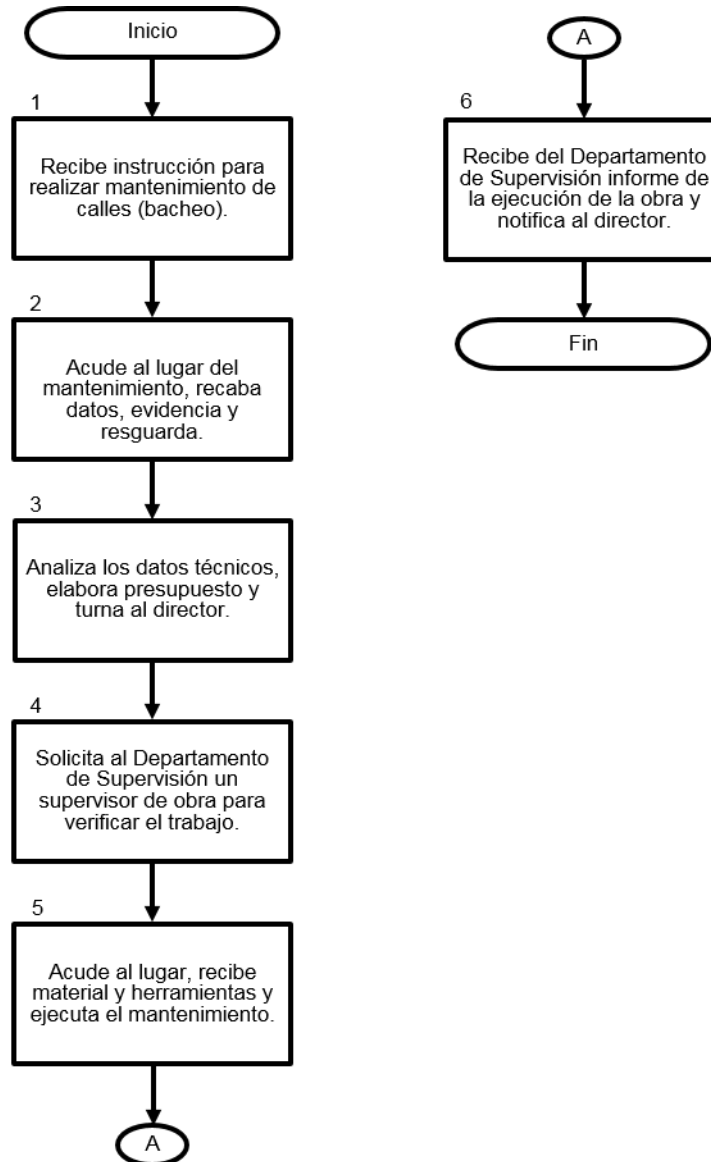 Inicio
1
Recibe instrucción para
realizar mantenimiento de
calles (bacheo).
2
Acude al lugar del
mantenimiento, recaba
datos, evidencia y
resguarda.
3
Analiza los datos técnicos,
elabora presupuesto y
turna al director.
4
Solicita al Departamento
de Supervisión un
supervisor de obra para
verificar el trabajo.
5
Acude al lugar, recibe
material y herramientas y
ejecuta el mantenimiento.
A
A
6
Recibe del Departamento
de Supervisión informe de
la ejecución de la obra y
notifica al director.
Fin